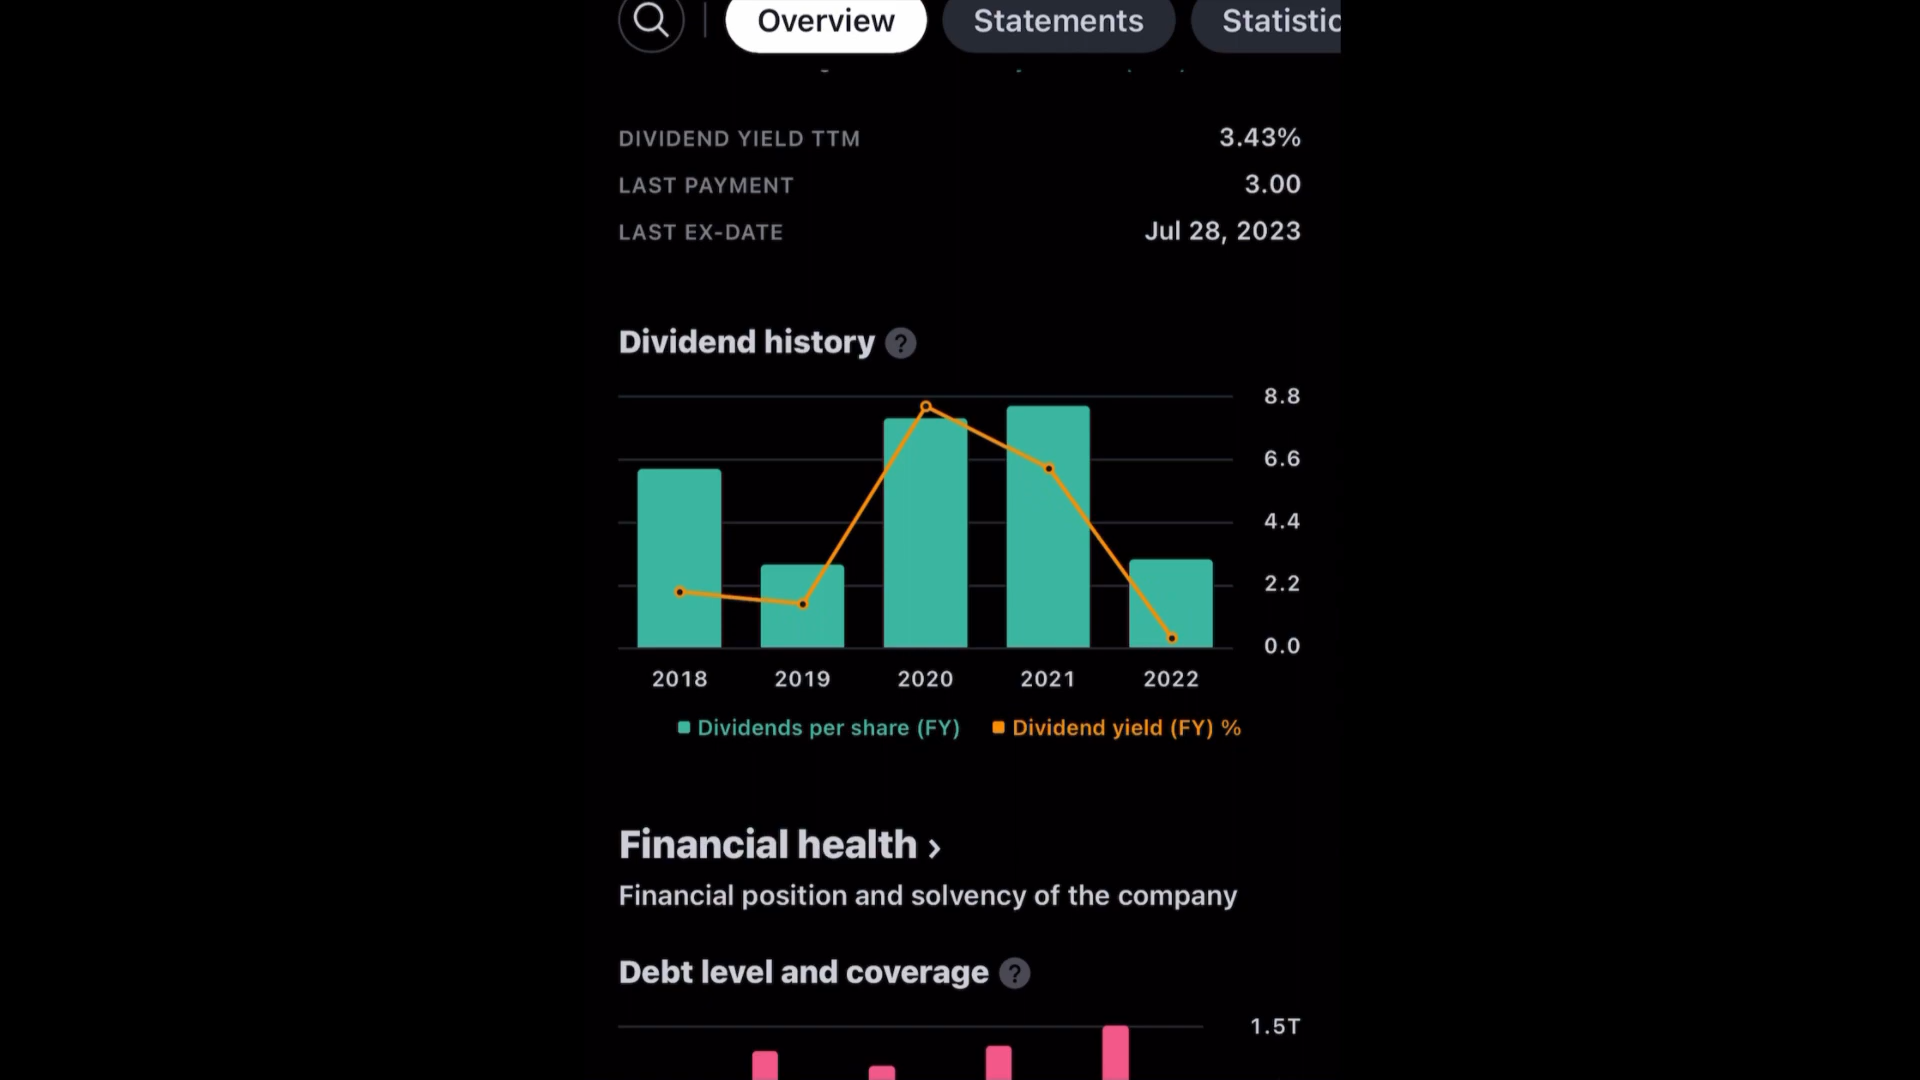 Overview
Statements
Statistic
DIVIDEND YIELD TTM 3.43%
LAST PAYMENT 3.00
LAST EX-DATE Jul 28, 2023
Dividend history ?
8.8
6.6
4.4
2.2
0.0
2018 2019 2020 2021 2022
Dividends per share (FY) Dividend yield (FY) %
Financial health ›
Financial position and solvency of the company
Debt level and coverage ?
1.5T